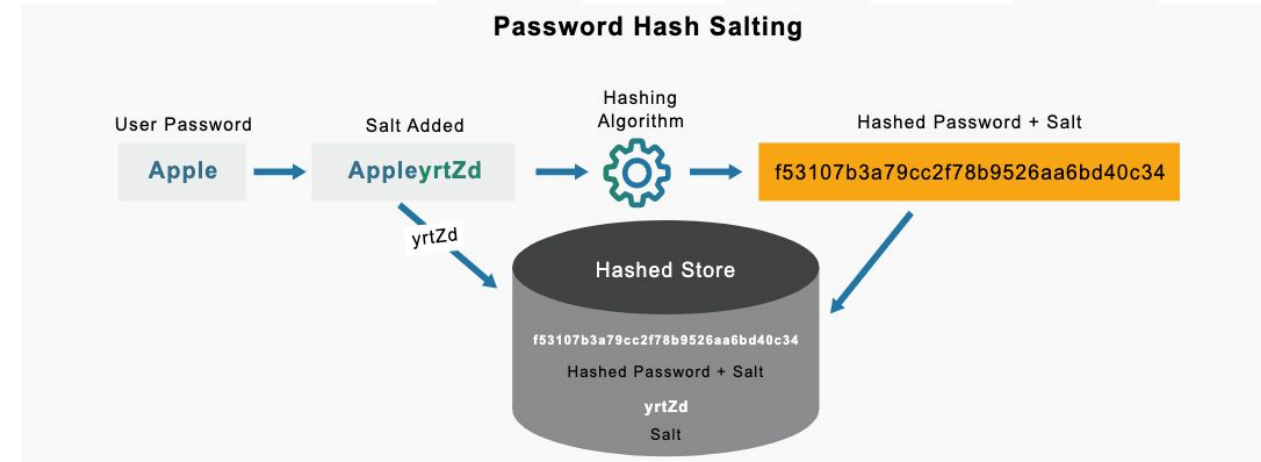 Password Hash Salting
User Password
Salt Added
Hashing
Algorithm
Hashed Password + Salt
Apple
AppleyrtZd
f53107b3a79cc2f78b9526aa6bd40c34
yrtZd
Hashed Store
f53107b3a79cc2f78b9526aa6bd40c34
Hashed Password + Salt
yrtZd
Salt